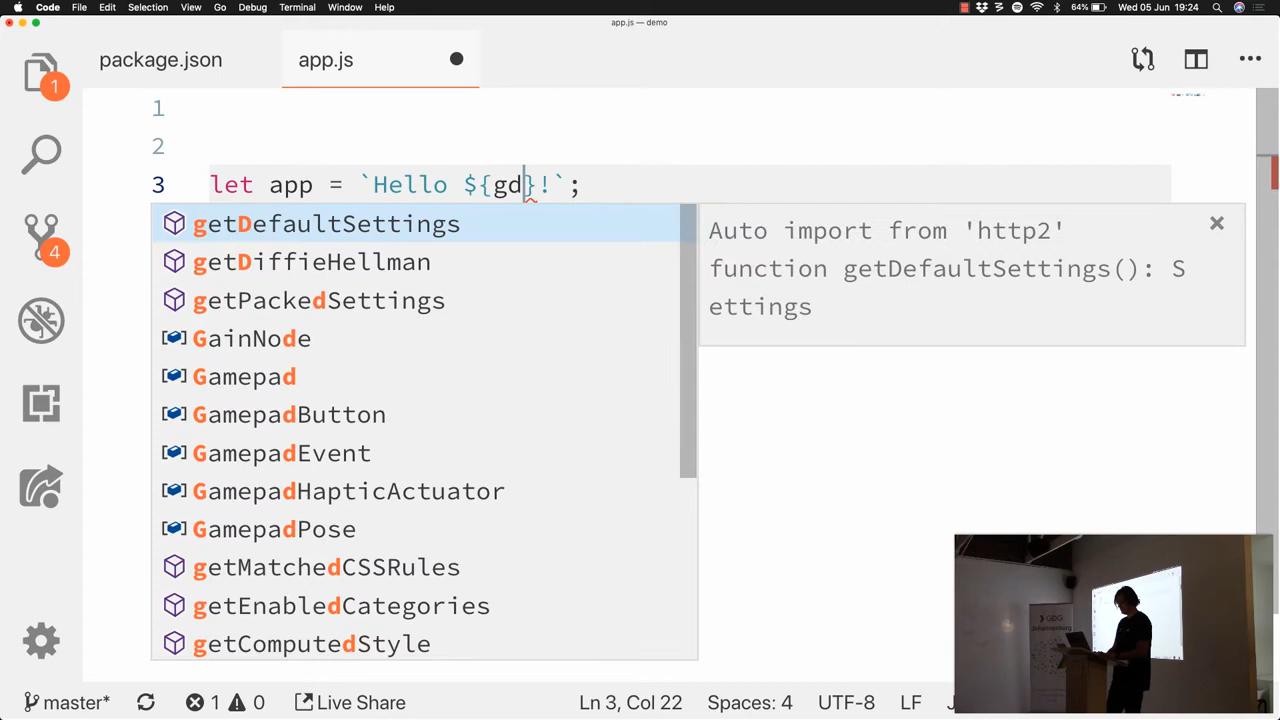 Code File Edit Selection View Go Debug Terminal Window Help 64% Wed 05 Jun 19:24
app.js — demo
package.json app.js
1
1
2
3 let app = `Hello ${gd}!`;
4
getDefaultSettings
getDiffieHellman
getPackedSettings
GainNode
Gamepad
GamepadButton
GamepadEvent
GamepadHapticActuator
GamepadPose
getMatchedCSSRules
getEnabledCategories
getComputedStyle
Auto import from 'http2'
function getDefaultSettings(): S
ettings
GDG
Johannesburg
master* 1 0 Live Share Ln 3, Col 22 Spaces: 4 UTF-8 LF